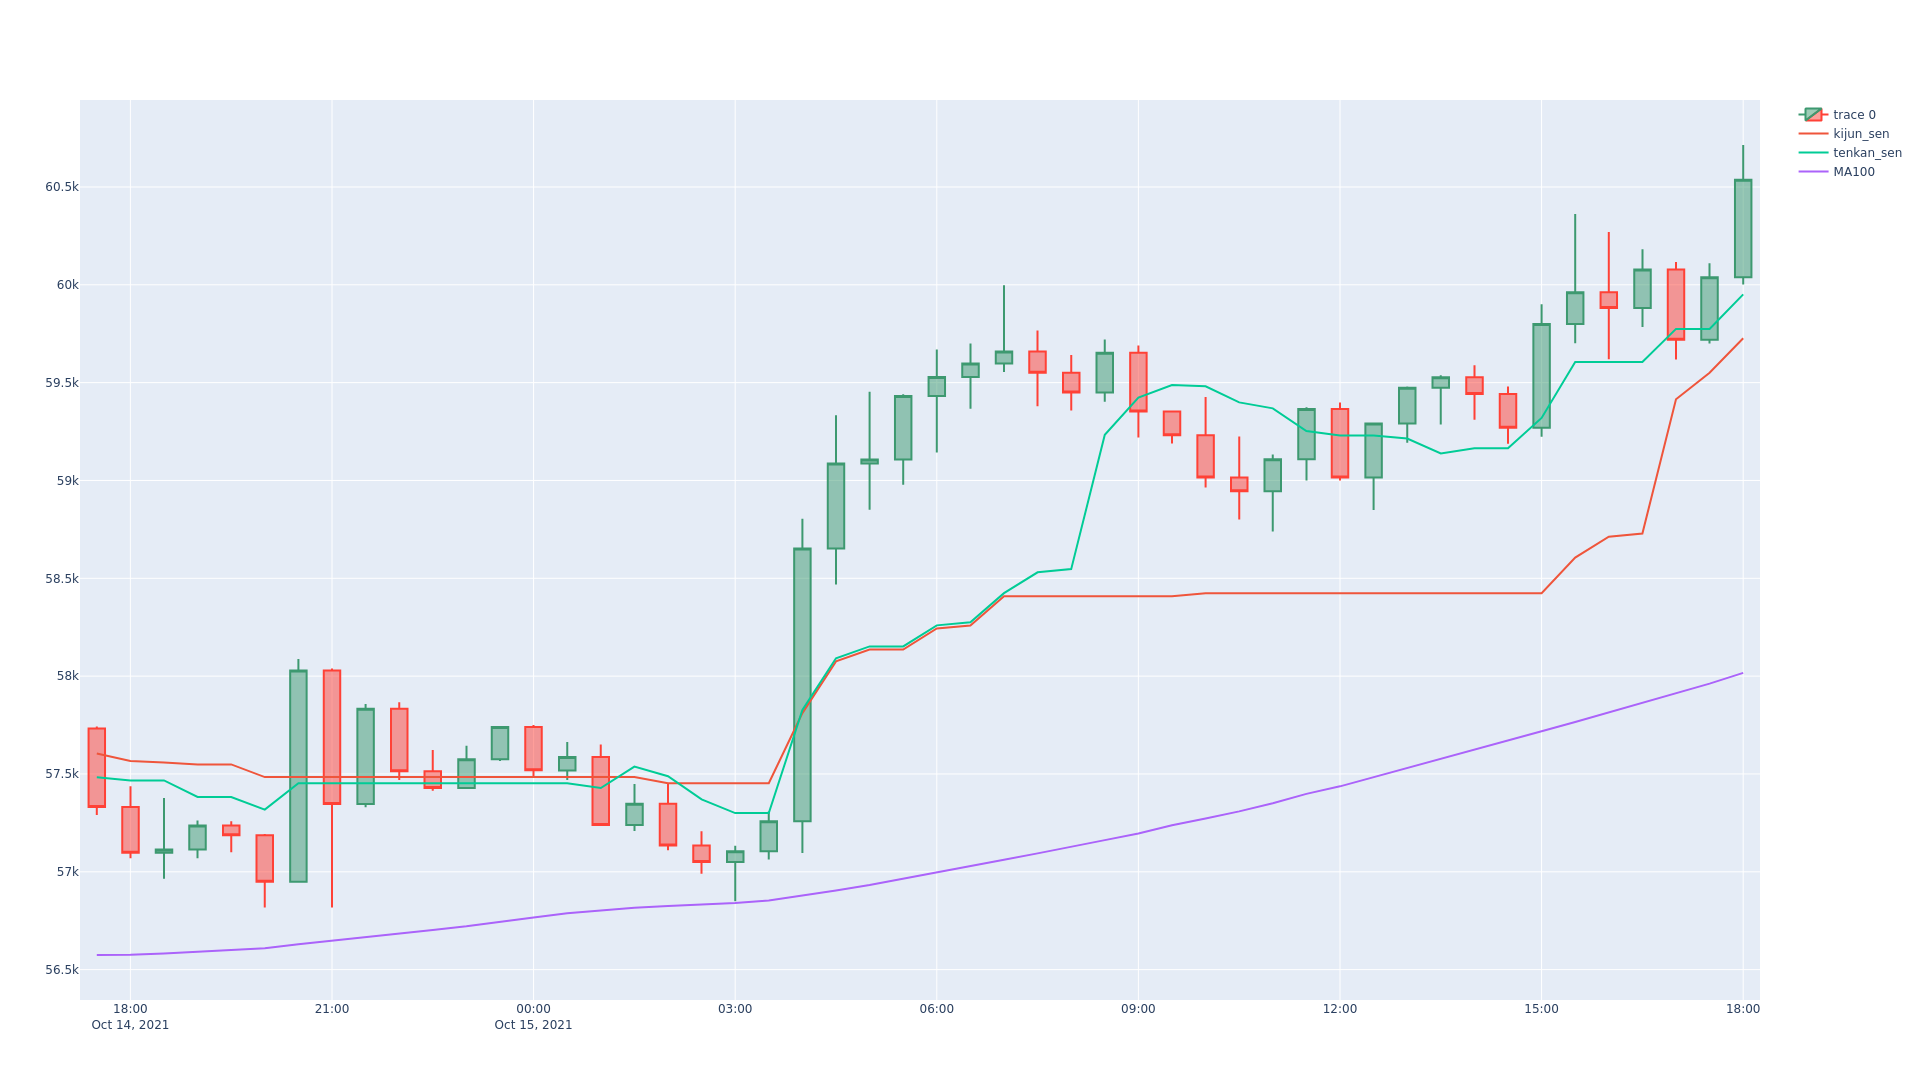 trace 0
kijun_sen
tenkan_sen
MA100
60.5k
60k
59.5k
59k
58.5k
58k
57.5k
57k
56.5k
18:00 21:00 00:00 03:00 06:00 09:00 12:00 15:00 18:00
Oct 14, 2021 Oct 15, 2021